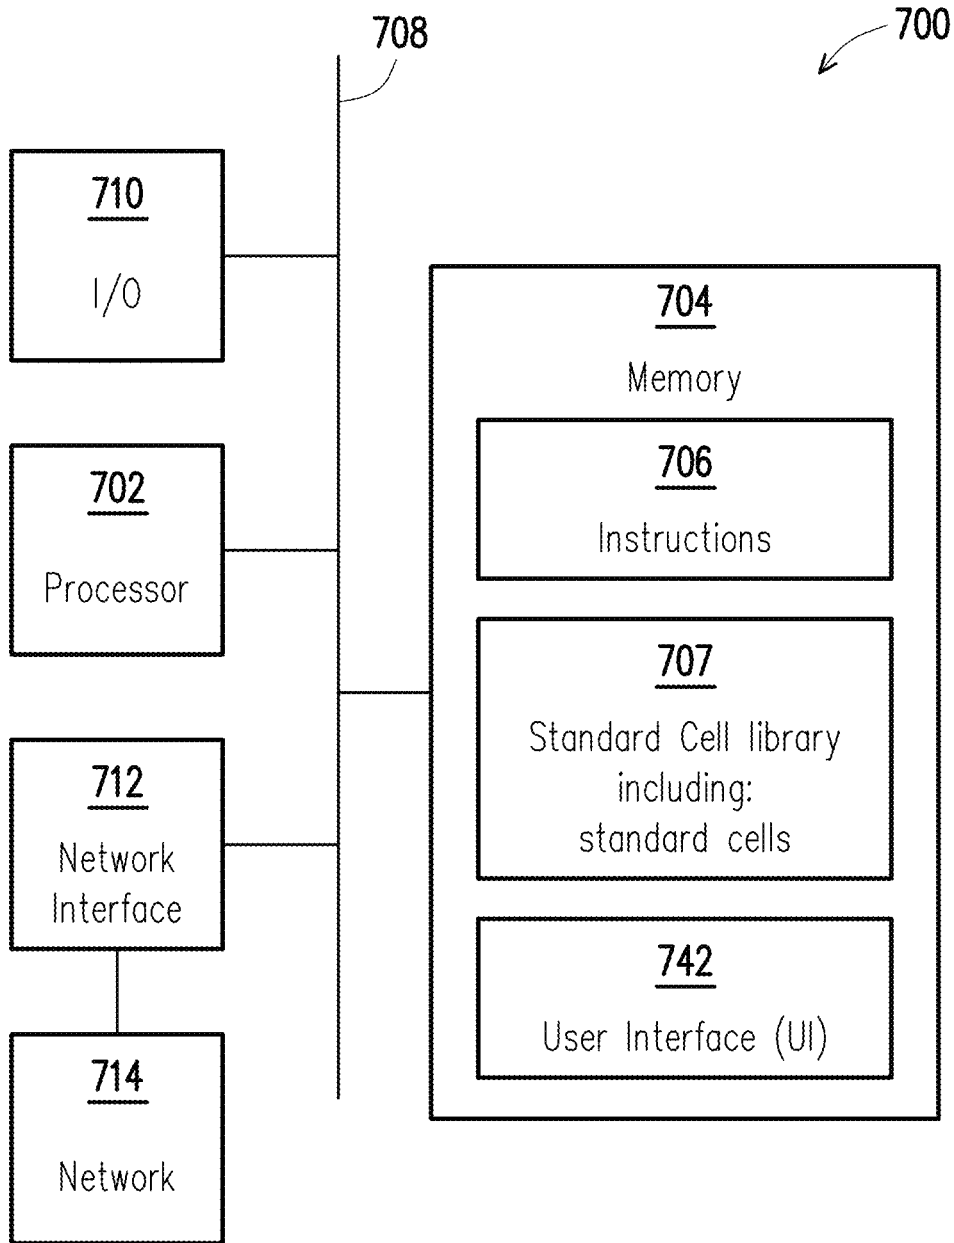 708
700
710
I/O
702
Processor
712
Network
Interface
714
Network
704
Memory
706
Instructions
707
Standard Cell library
including:
standard cells
742
User Interface (UI)